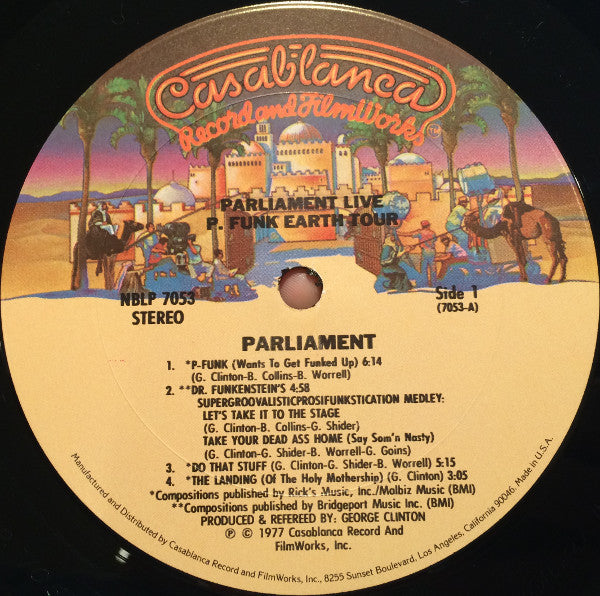 Casablanca
Record and FilmWorks
PARLIAMENT LIVE
P. FUNK EARTH TOUR
NBLP 7053
STEREO
Side 1
(7053-A)
PARLIAMENT
1. *P-FUNK (Wants To Get Funked Up) 6:14
(G. Clinton-B. Collins-B. Worrell)
2. **DR. FUNKENSTEIN'S 4:58
SUPERGROOVALISTICPROSIFUNKSTICATION MEDLEY:
LET'S TAKE IT TO THE STAGE
(G. Clinton-B. Collins-G. Shider)
TAKE YOUR DEAD ASS HOME (Say Som'n Nasty)
(G. Clinton-G. Shider-B. Worrell-G. Goins)
3. *DO THAT STUFF (G. Clinton-G. Shider-B. Worrell) 5:15
4. *THE LANDING (Of The Holy Mothership) (G. Clinton) 3:05
*Compositions published by Rick's Music, Inc./Malbiz Music (BMI)
**Compositions published by Bridgeport Music Inc. (BMI)
PRODUCED & REFEREED BY: GEORGE CLINTON
℗ © 1977 Casablanca Record And
FilmWorks, Inc.
Manufactured and Distributed by Casablanca Record and FilmWorks, Inc., 8255 Sunset Boulevard, Los Angeles, California 90046. Made in U.S.A.